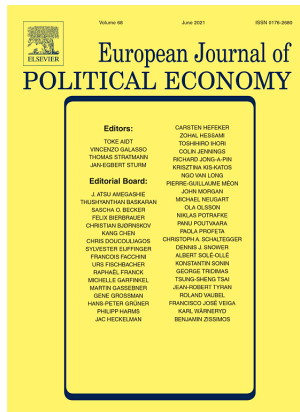 Volume 68 June 2021 ISSN 0176-2680
ELSEVIER
European Journal of
POLITICAL ECONOMY
Editors:
TOKE AIDT
VINCENZO GALASSO
THOMAS STRATMANN
JAN-EGBERT STURM
Editorial Board:
J. ATSU AMEGASHIE
THUSHYANTHAN BASKARAN
SASCHA O. BECKER
FELIX BIERBRAUER
CHRISTIAN BJØRNSKOV
KANG CHEN
CHRIS DOUCOULIAGOS
SYLVESTER EIJFFINGER
FRANCOIS FACCHINI
URS FISCHBACHER
RAPHAËL FRANCK
MICHELLE GARFINKEL
MARTIN GASSEBNER
GENE GROSSMAN
HANS-PETER GRÜNER
PHILIPP HARMS
JAC HECKELMAN
CARSTEN HEFEKER
ZOHAL HESSAMI
TOSHIHIRO IHORI
COLIN JENNINGS
RICHARD JONG-A-PIN
KRISZTINA KIS-KATOS
NGO VAN LONG
PIERRE-GUILLAUME MÉON
JOHN MORGAN
MICHAEL NEUGART
OLA OLSSON
NIKLAS POTRAFKE
PANU POUTVAARA
PAOLA PROFETA
CHRISTOPH A. SCHALTEGGER
DENNIS J. SNOWER
ALBERT SOLÉ-OLLÉ
KONSTANTIN SONIN
GEORGE TRIDIMAS
TSUNG-SHENG TSAI
JEAN-ROBERT TYRAN
ROLAND VAUBEL
FRANCISCO JOSÉ VEIGA
KARL WÄRNERYD
BENJAMIN ZISSIMOS